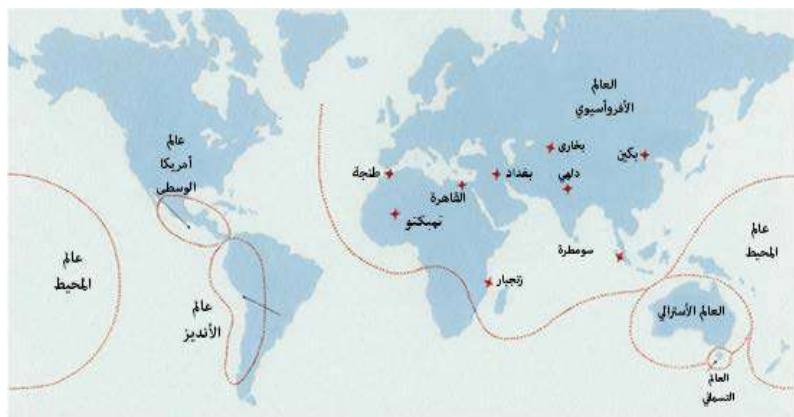 العالم
الأفروآسيوي
عالم
أمريكا
الوسطى
بخارى
بكين
طنجة
بغداد
دلهي
القاهرة
تمبكتو
عالم
المحيط
سومطرة
عالم
المحيط
زنجبار
عالم
الأنديز
العالم الأسترالي
العالم
التسماني